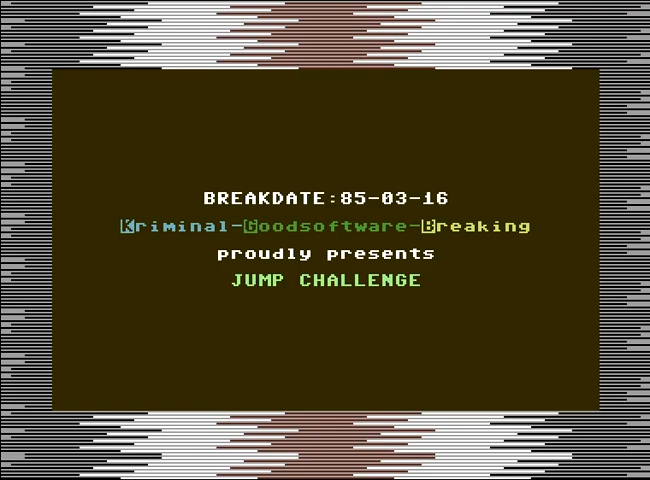 BREAKDATE:85-03-16
Kriminal-Goodsoftware-Breaking
proudly presents
JUMP CHALLENGE